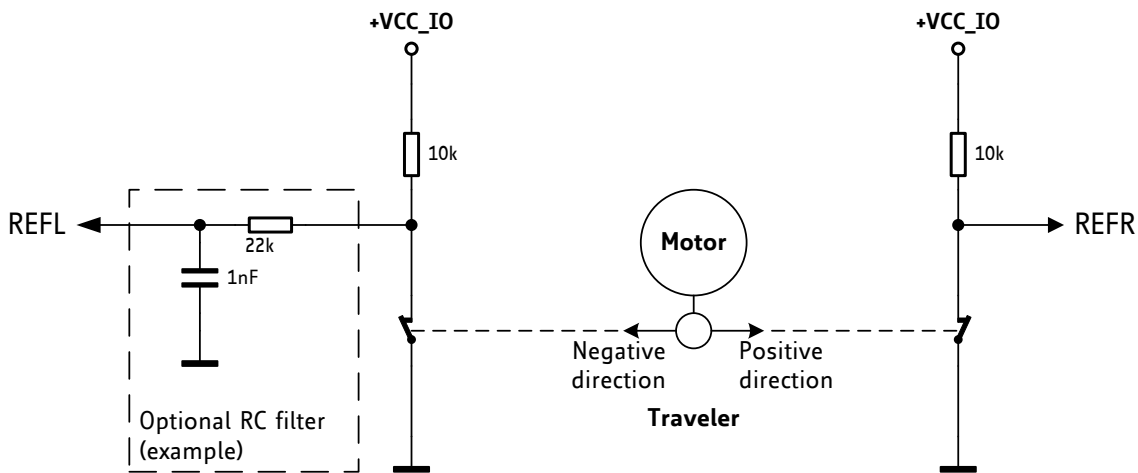 +VCC_IO
+VCC_IO
10k
10k
REFL
22k
1nF
Motor
REFR
Negative
direction
Positive
direction
Traveler
Optional RC filter
(example)